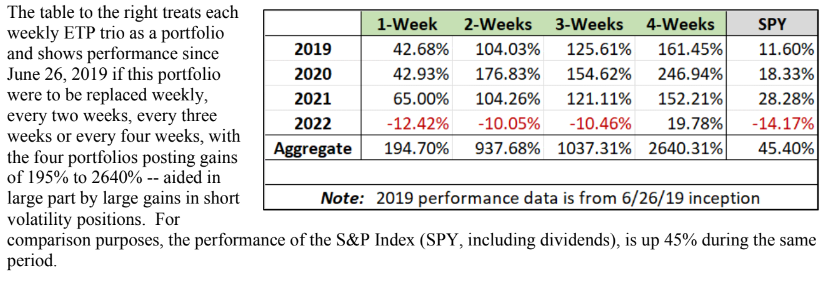 The table to the right treats each
weekly ETP trio as a portfolio
and shows performance since
June 26, 2019 if this portfolio
were to be replaced weekly,
every two weeks, every three
weeks or every four weeks, with
the four portfolios posting gains
of 195% to 2640% -- aided in
large part by large gains in short
volatility positions.  For
comparison purposes, the performance of the S&P Index (SPY, including dividends), is up 45% during the same
period.
1-Week 2-Weeks 3-Weeks 4-Weeks SPY
2019 42.68% 104.03% 125.61% 161.45% 11.60%
2020 42.93% 176.83% 154.62% 246.94% 18.33%
2021 65.00% 104.26% 121.11% 152.21% 28.28%
2022 -12.42% -10.05% -10.46% 19.78% -14.17%
Aggregate 194.70% 937.68% 1037.31% 2640.31% 45.40%
Note: 2019 performance data is from 6/26/19 inception